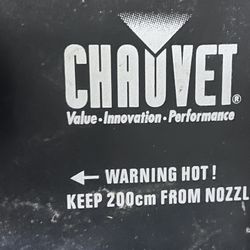 CHAUVET®
Value·Innovation·Performance
← WARNING HOT!
KEEP 200cm FROM NOZZL